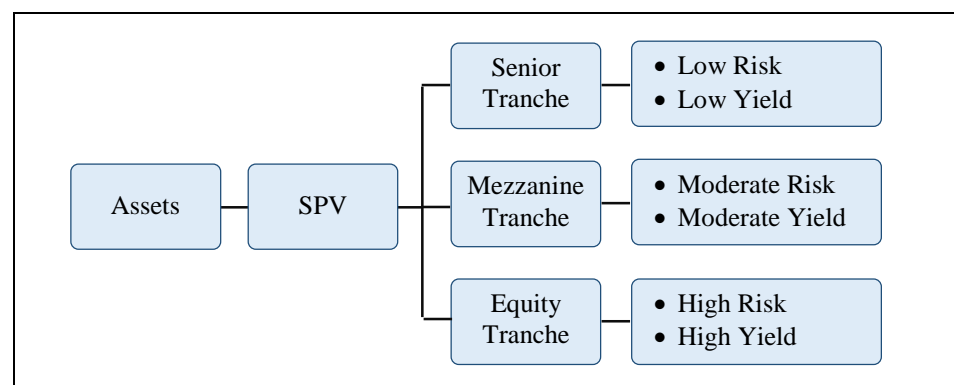 Senior
Tranche
• Low Risk
• Low Yield
Assets
SPV
Mezzanine
Tranche
• Moderate Risk
• Moderate Yield
Equity
Tranche
• High Risk
• High Yield